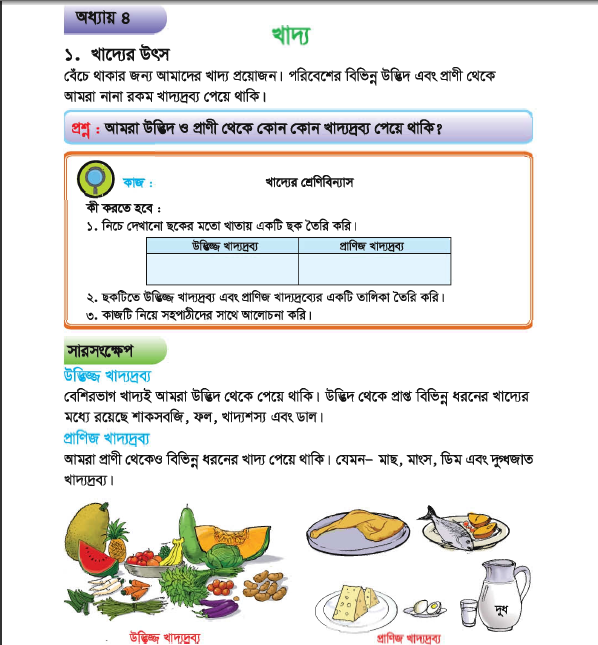 অধ্যায় ৪
খাদ্য
১. খাদ্যের উৎস
বেঁচে থাকার জন্য আমাদের খাদ্য প্রয়োজন। পরিবেশের বিভিন্ন উদ্ভিদ এবং প্রাণী থেকে
আমরা নানা রকম খাদ্যদ্রব্য পেয়ে থাকি।
প্রশ্ন : আমরা উদ্ভিদ ও প্রাণী থেকে কোন কোন খাদ্যদ্রব্য পেয়ে থাকি?
কাজ : খাদ্যের শ্রেণিবিন্যাস
কী করতে হবে :
১. নিচে দেখানো ছকের মতো খাতায় একটি ছক তৈরি করি।
উদ্ভিজ্জ খাদ্যদ্রব্য প্রাণিজ খাদ্যদ্রব্য
২. ছকটিতে উদ্ভিজ্জ খাদ্যদ্রব্য এবং প্রাণিজ খাদ্যদ্রব্যের একটি তালিকা তৈরি করি।
৩. কাজটি নিয়ে সহপাঠীদের সাথে আলোচনা করি।
সারসংক্ষেপ
উদ্ভিজ্জ খাদ্যদ্রব্য
বেশিরভাগ খাদ্যই আমরা উদ্ভিদ থেকে পেয়ে থাকি। উদ্ভিদ থেকে প্রাপ্ত বিভিন্ন ধরনের খাদ্যের
মধ্যে রয়েছে শাকসবজি, ফল, খাদ্যশস্য এবং ডাল।
প্রাণিজ খাদ্যদ্রব্য
আমরা প্রাণী থেকেও বিভিন্ন ধরনের খাদ্য পেয়ে থাকি। যেমন– মাছ, মাংস, ডিম এবং দুগ্ধজাত
খাদ্যদ্রব্য।
দুধ
উদ্ভিজ্জ খাদ্যদ্রব্য প্রাণিজ খাদ্যদ্রব্য